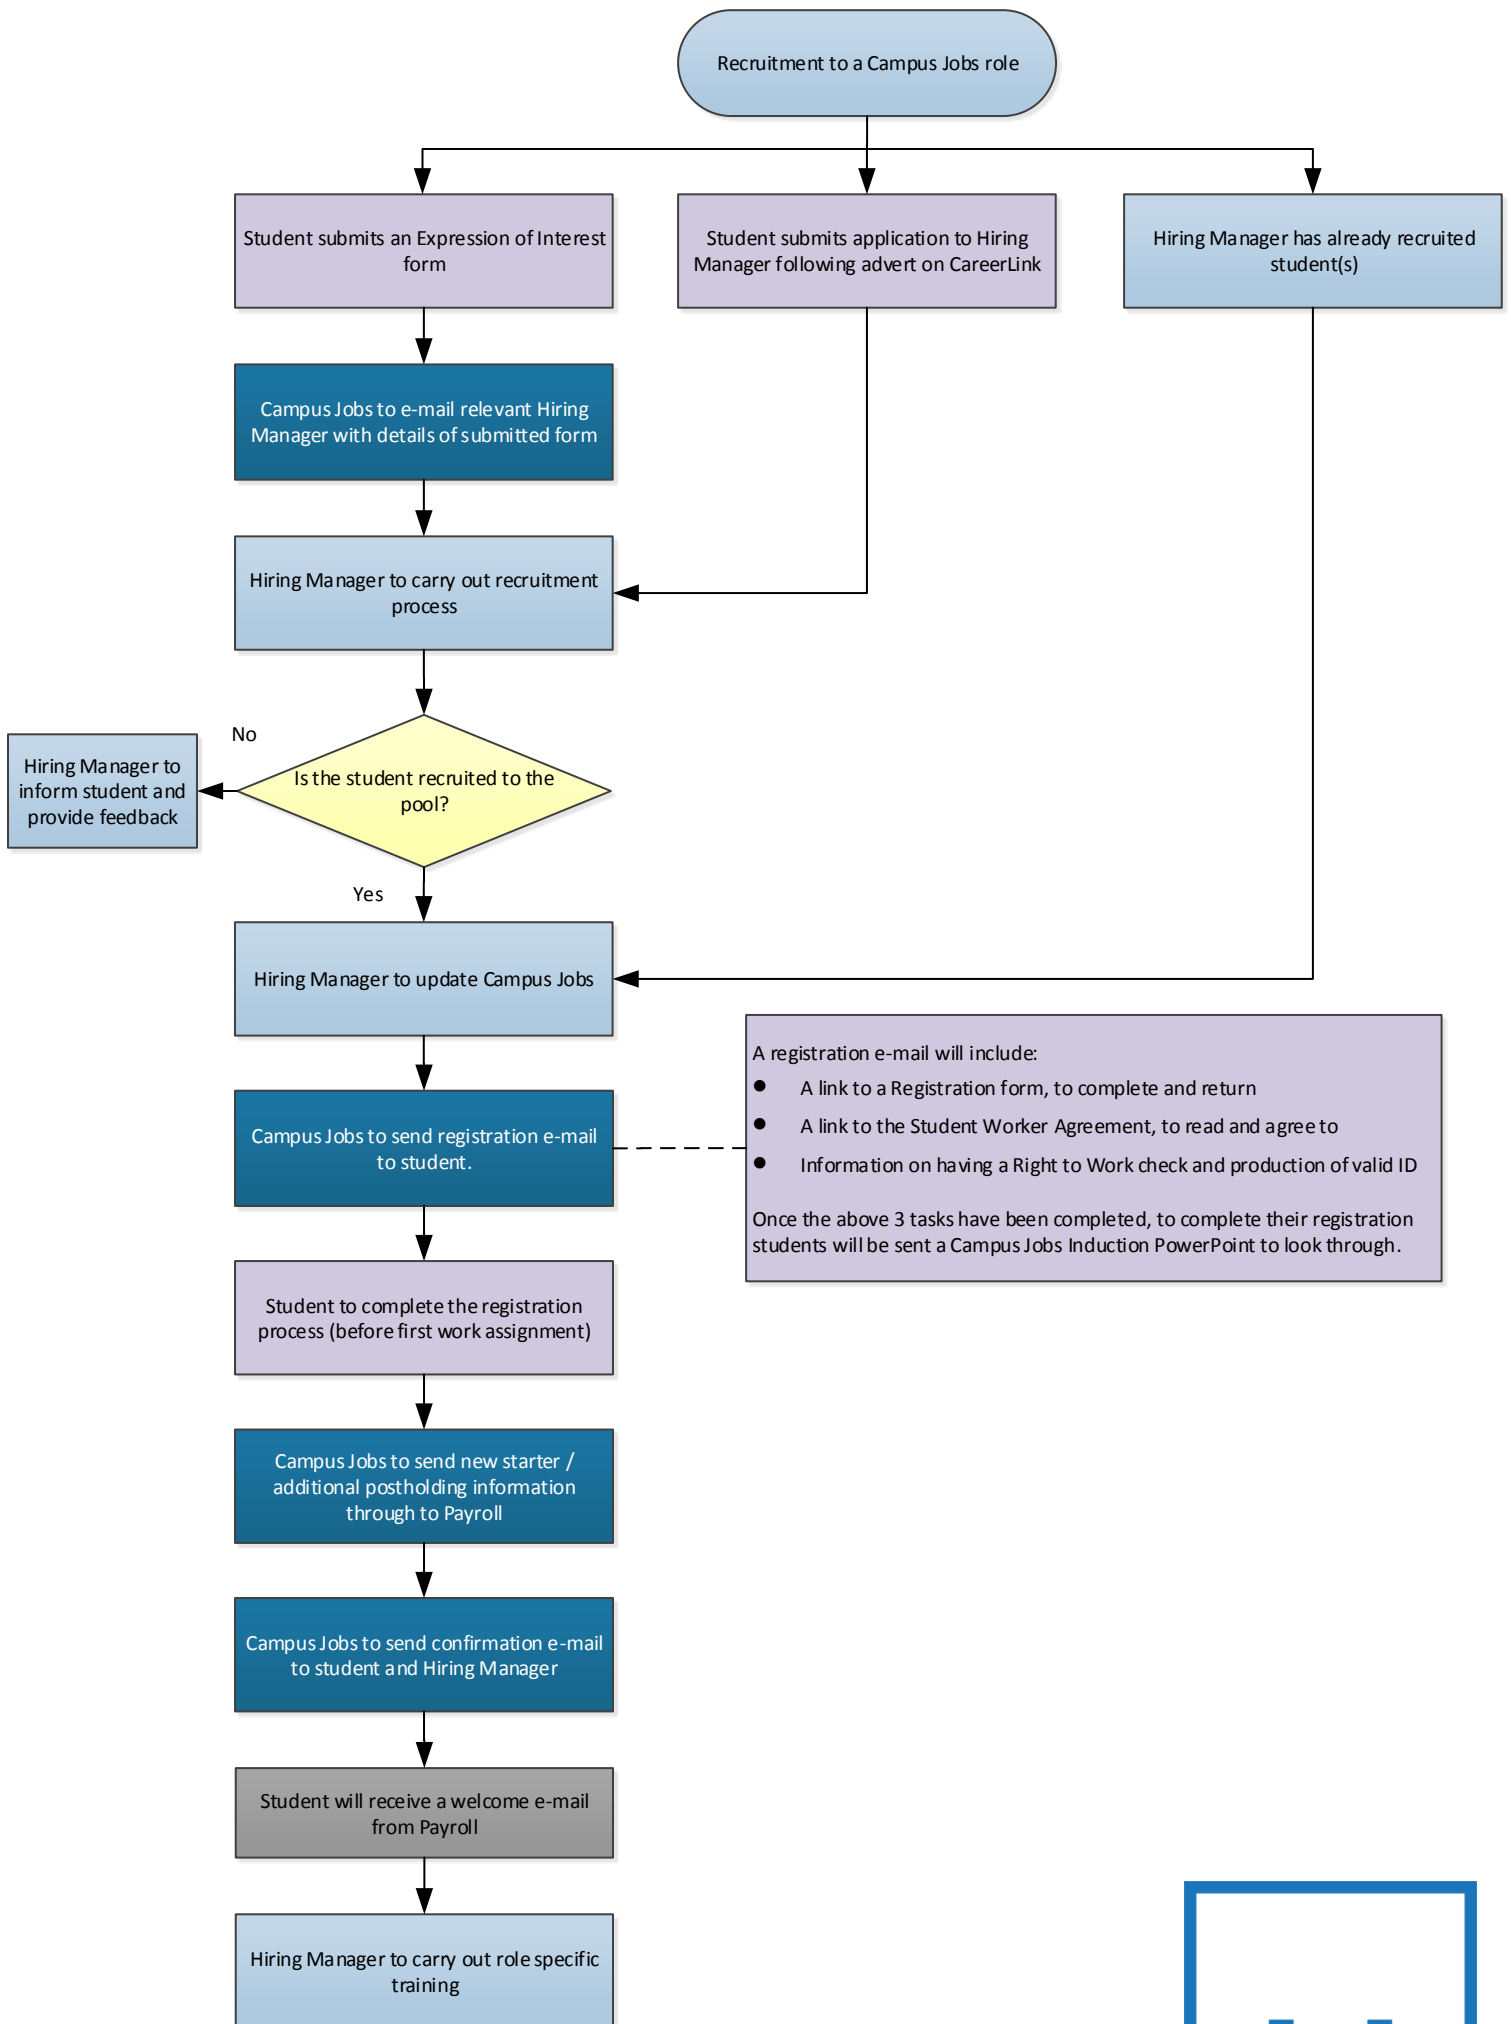 Recruitment to a Campus Jobs role
Student submits an Expression of Interest
form
Student submits application to Hiring
Manager following advert on CareerLink
Hiring Manager has already recruited
student(s)
Campus Jobs to e-mail relevant Hiring
Manager with details of submitted form
Hiring Manager to carry out recruitment
process
No
Hiring Manager to
inform student and
provide feedback
Is the student recruited to the
pool?
Yes
Hiring Manager to update Campus Jobs
Campus Jobs to send registration e-mail
to student.
A registration e-mail will include:
● A link to a Registration form, to complete and return
● A link to the Student Worker Agreement, to read and agree to
● Information on having a Right to Work check and production of valid ID
Once the above 3 tasks have been completed, to complete their registration
students will be sent a Campus Jobs Induction PowerPoint to look through.
Student to complete the registration
process (before first work assignment)
Campus Jobs to send new starter /
additional postholding information
through to Payroll
Campus Jobs to send confirmation e-mail
to student and Hiring Manager
Student will receive a welcome e-mail
from Payroll
Hiring Manager to carry out role specific
training